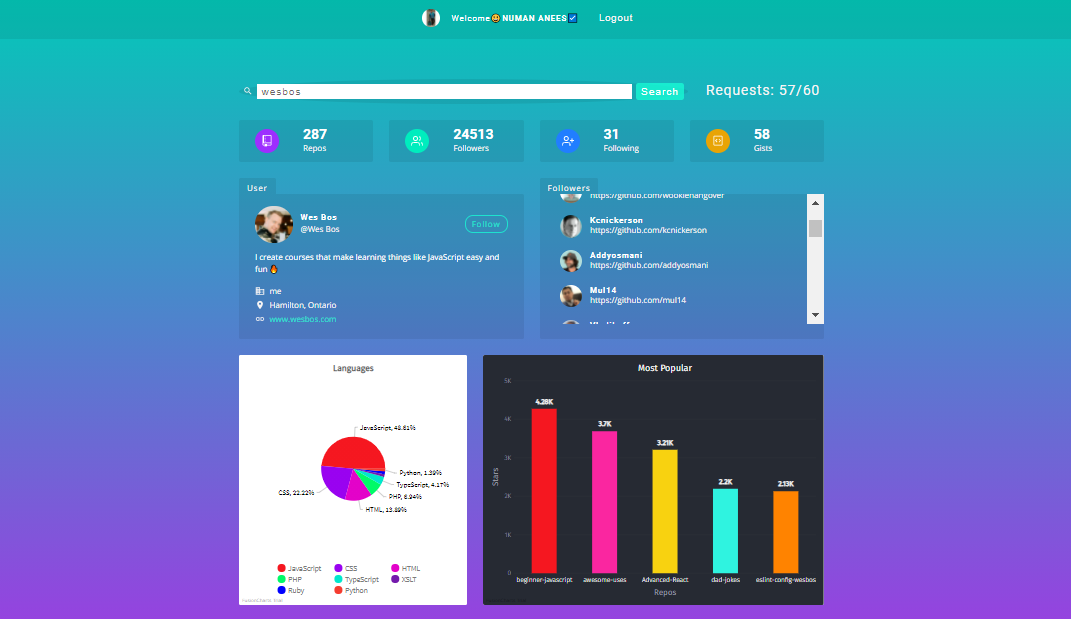 Welcome😀NUMAN ANEES☑ Logout
wesbos Search Requests: 57/60
287 Repos
24513 Followers
31 Following
58 Gists
User
Wes Bos
@Wes Bos
Follow
I create courses that make learning things like JavaScript easy and
fun 🔥
me
Hamilton, Ontario
www.wesbos.com
Followers
https://github.com/wookiehangover
Kcnickerson
https://github.com/kcnickerson
Addyosmani
https://github.com/addyosmani
Mul14
https://github.com/mul14
Languages
JavaScript, 48.61%
Python, 1.39%
TypeScript, 4.17%
CSS, 22.22%
PHP, 6.94%
HTML, 13.89%
JavaScript CSS HTML
PHP TypeScript XSLT
Ruby Python
FusionCharts Trial
Most Popular
5K
4K
3K
2K
1K
0
Stars
4.28K
3.7K
3.21K
2.2K
2.13K
beginner-javascript awesome-uses Advanced-React dad-jokes eslint-config-wesbos
Repos